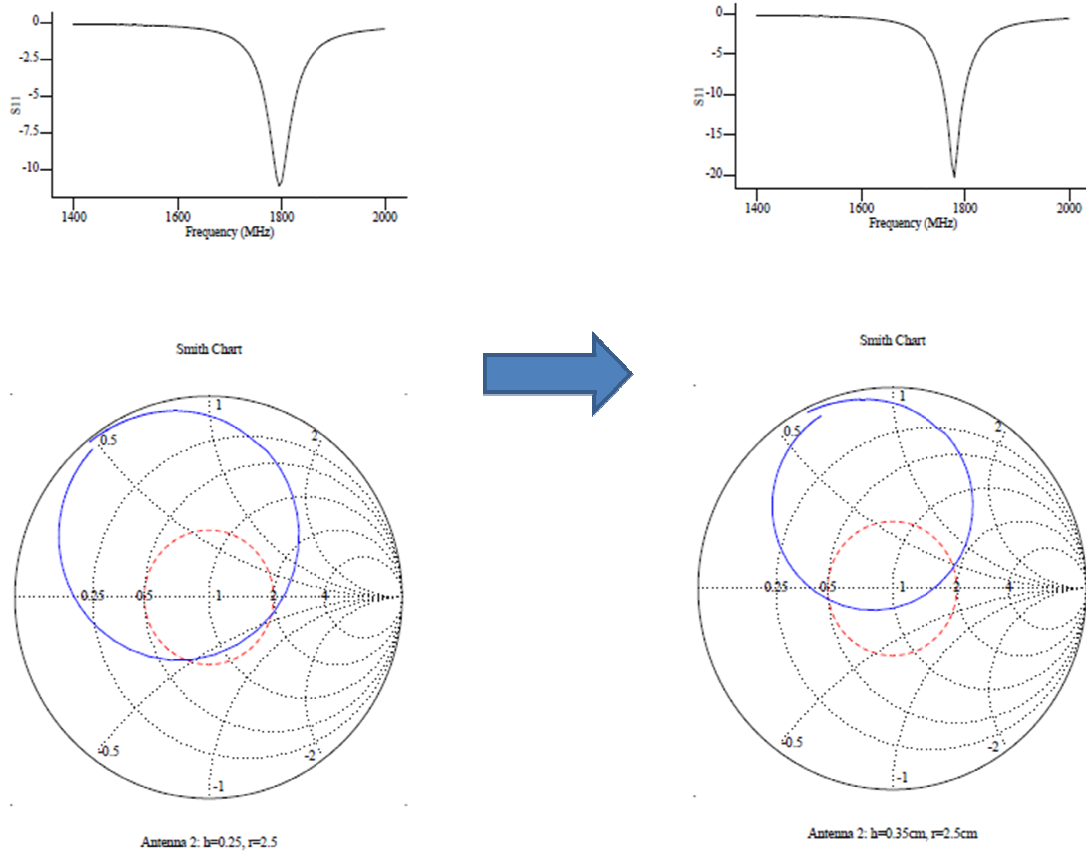 0
-2.5
-5
-7.5
-10
S11
1400 1600 1800 2000
Frequency (MHz)
0
-5
-10
-15
-20
S11
1400 1600 1800 2000
Frequency (MHz)
Smith Chart
1
0.5 2
0.25 0.5 1 2 4
-0.5 -2
-1
Antenna 2: h=0.25, r=2.5
Smith Chart
1
0.5 2
0.25 0.5 1 2 4
-0.5 -2
-1
Antenna 2: h=0.35cm, r=2.5cm